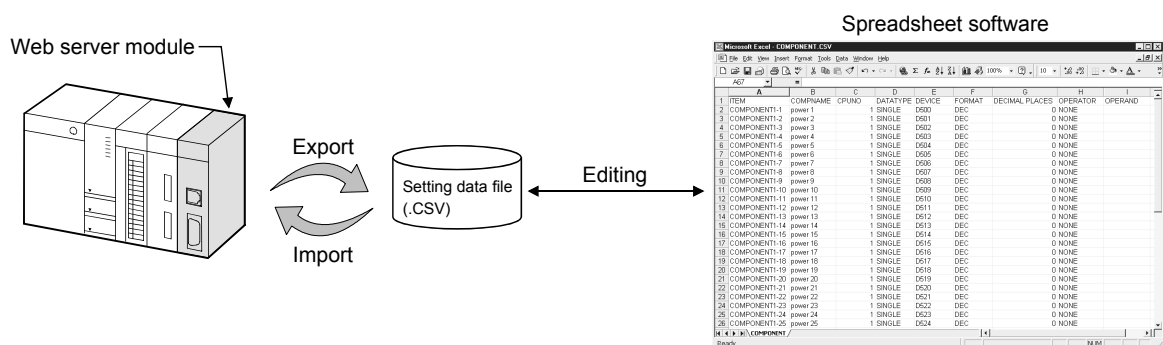 Spreadsheet software
Web server module
Export
Import
Setting data file
(.CSV)
Editing
Microsoft Excel - COMPONENT.CSV
File Edit View Insert Format Tools Data Window Help
100% 10
A67 =
A B C D E F G H I
1 ITEM COMPNAME CPUNO DATATYPE DEVICE FORMAT DECIMAL PLACES OPERATOR OPERAND
2 COMPONENT1-1 power 1 1 SINGLE D500 DEC 0 NONE
3 COMPONENT1-2 power 2 1 SINGLE D501 DEC 0 NONE
4 COMPONENT1-3 power 3 1 SINGLE D502 DEC 0 NONE
5 COMPONENT1-4 power 4 1 SINGLE D503 DEC 0 NONE
6 COMPONENT1-5 power 5 1 SINGLE D504 DEC 0 NONE
7 COMPONENT1-6 power 6 1 SINGLE D505 DEC 0 NONE
8 COMPONENT1-7 power 7 1 SINGLE D506 DEC 0 NONE
9 COMPONENT1-8 power 8 1 SINGLE D507 DEC 0 NONE
10 COMPONENT1-9 power 9 1 SINGLE D508 DEC 0 NONE
11 COMPONENT1-10 power 10 1 SINGLE D509 DEC 0 NONE
12 COMPONENT1-11 power 11 1 SINGLE D510 DEC 0 NONE
13 COMPONENT1-12 power 12 1 SINGLE D511 DEC 0 NONE
14 COMPONENT1-13 power 13 1 SINGLE D512 DEC 0 NONE
15 COMPONENT1-14 power 14 1 SINGLE D513 DEC 0 NONE
16 COMPONENT1-15 power 15 1 SINGLE D514 DEC 0 NONE
17 COMPONENT1-16 power 16 1 SINGLE D515 DEC 0 NONE
18 COMPONENT1-17 power 17 1 SINGLE D516 DEC 0 NONE
19 COMPONENT1-18 power 18 1 SINGLE D517 DEC 0 NONE
20 COMPONENT1-19 power 19 1 SINGLE D518 DEC 0 NONE
21 COMPONENT1-20 power 20 1 SINGLE D519 DEC 0 NONE
22 COMPONENT1-21 power 21 1 SINGLE D520 DEC 0 NONE
23 COMPONENT1-22 power 22 1 SINGLE D521 DEC 0 NONE
24 COMPONENT1-23 power 23 1 SINGLE D522 DEC 0 NONE
25 COMPONENT1-24 power 24 1 SINGLE D523 DEC 0 NONE
26 COMPONENT1-25 power 25 1 SINGLE D524 DEC 0 NONE
COMPONENT
Ready NUM